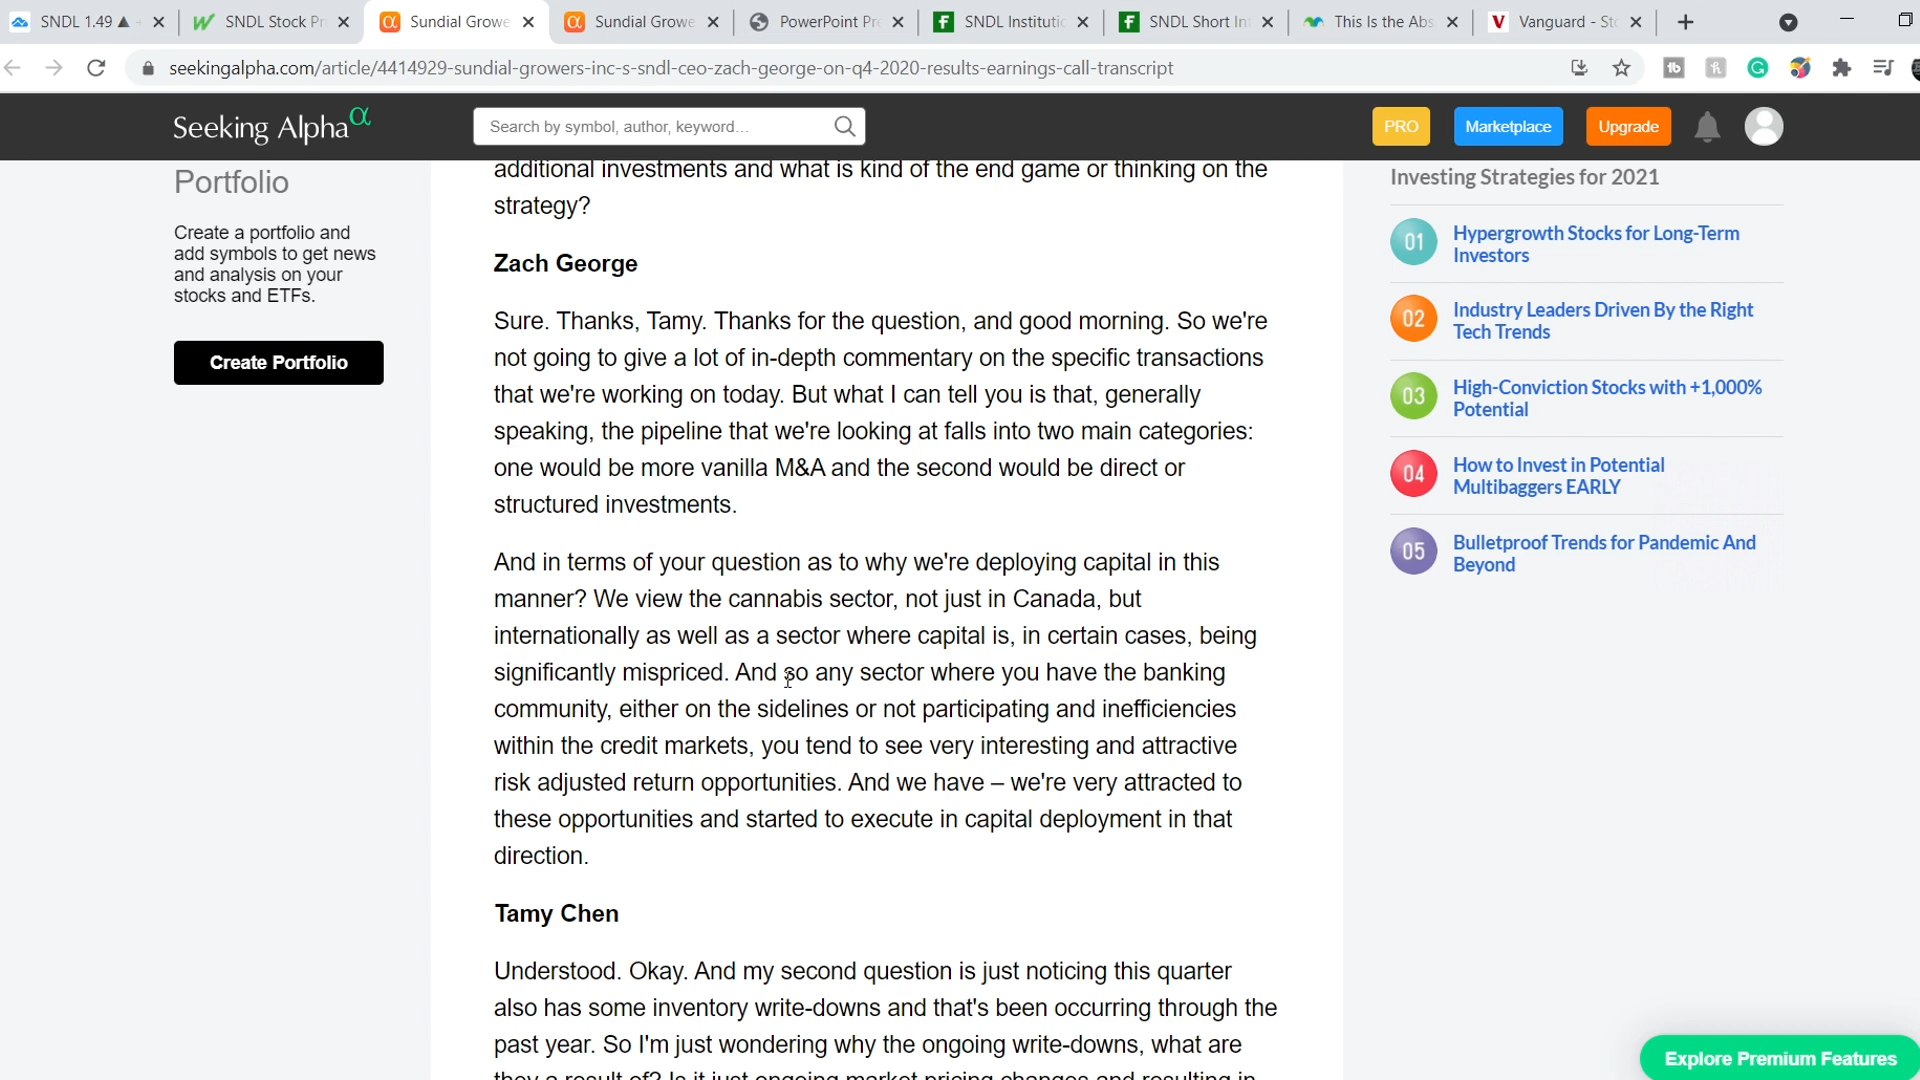 SNDL 1.49 ▲
SNDL Stock Pr
Sundial Growe
Sundial Growe
PowerPoint Pre
SNDL Institutio
SNDL Short Int
This Is the Abs
Vanguard - Sto
seekingalpha.com/article/4414929-sundial-growers-inc-s-sndl-ceo-zach-george-on-q4-2020-results-earnings-call-transcript
Seeking Alpha α
Search by symbol, author, keyword...
PRO
Marketplace
Upgrade
Portfolio
Create a portfolio and
add symbols to get news
and analysis on your
stocks and ETFs.
Create Portfolio
additional investments and what is kind of the end game or thinking on the
strategy?
Zach George
Sure. Thanks, Tamy. Thanks for the question, and good morning. So we're
not going to give a lot of in-depth commentary on the specific transactions
that we're working on today. But what I can tell you is that, generally
speaking, the pipeline that we're looking at falls into two main categories:
one would be more vanilla M&A and the second would be direct or
structured investments.
And in terms of your question as to why we're deploying capital in this
manner? We view the cannabis sector, not just in Canada, but
internationally as well as a sector where capital is, in certain cases, being
significantly mispriced. And so any sector where you have the banking
community, either on the sidelines or not participating and inefficiencies
within the credit markets, you tend to see very interesting and attractive
risk adjusted return opportunities. And we have – we're very attracted to
these opportunities and started to execute in capital deployment in that
direction.
Tamy Chen
Understood. Okay. And my second question is just noticing this quarter
also has some inventory write-downs and that's been occurring through the
past year. So I'm just wondering why the ongoing write-downs, what are
they a result of? Is it just ongoing market pricing changes and resulting in
Investing Strategies for 2021
01 Hypergrowth Stocks for Long-Term
Investors
02 Industry Leaders Driven By the Right
Tech Trends
03 High-Conviction Stocks with +1,000%
Potential
04 How to Invest in Potential
Multibaggers EARLY
05 Bulletproof Trends for Pandemic And
Beyond
Explore Premium Features